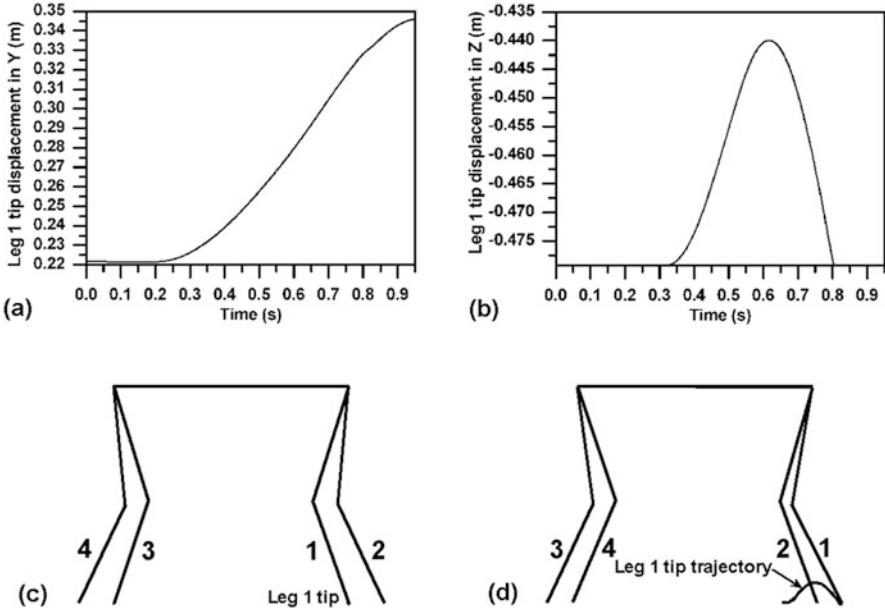 Leg 1 tip displacement in Y (m)
0.35
0.34
0.33
0.32
0.31
0.30
0.29
0.28
0.27
0.26
0.25
0.24
0.23
0.22
0.0 0.1 0.2 0.3 0.4 0.5 0.6 0.7 0.8 0.9
Time (s)
(a)
Leg 1 tip displacement in Z (m)
-0.435
-0.440
-0.445
-0.450
-0.455
-0.460
-0.465
-0.470
-0.475
0.0 0.1 0.2 0.3 0.4 0.5 0.6 0.7 0.8 0.9
Time (s)
(b)
4 3 1 2
Leg 1 tip
(c)
3 4 2 1
Leg 1 tip trajectory
(d)